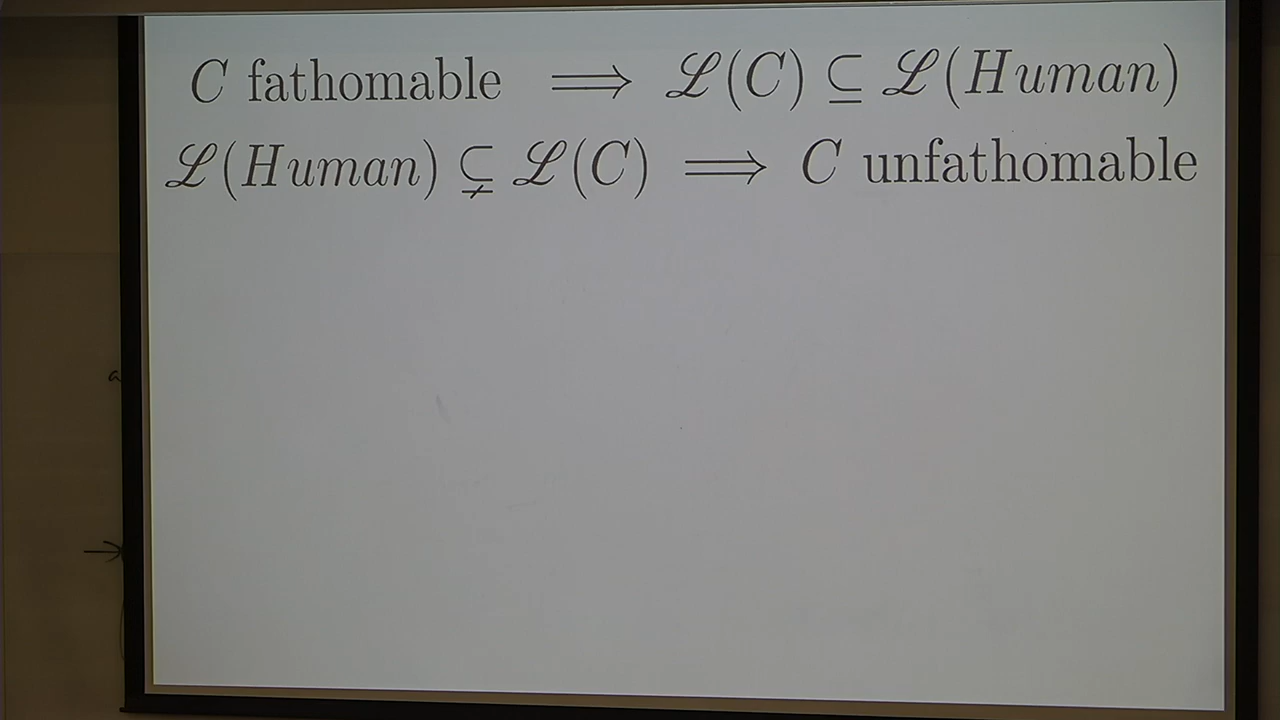 C fathomable ⟹ ℒ(C) ⊆ ℒ(Human)
ℒ(Human) ⊊ ℒ(C) ⟹ C unfathomable
a